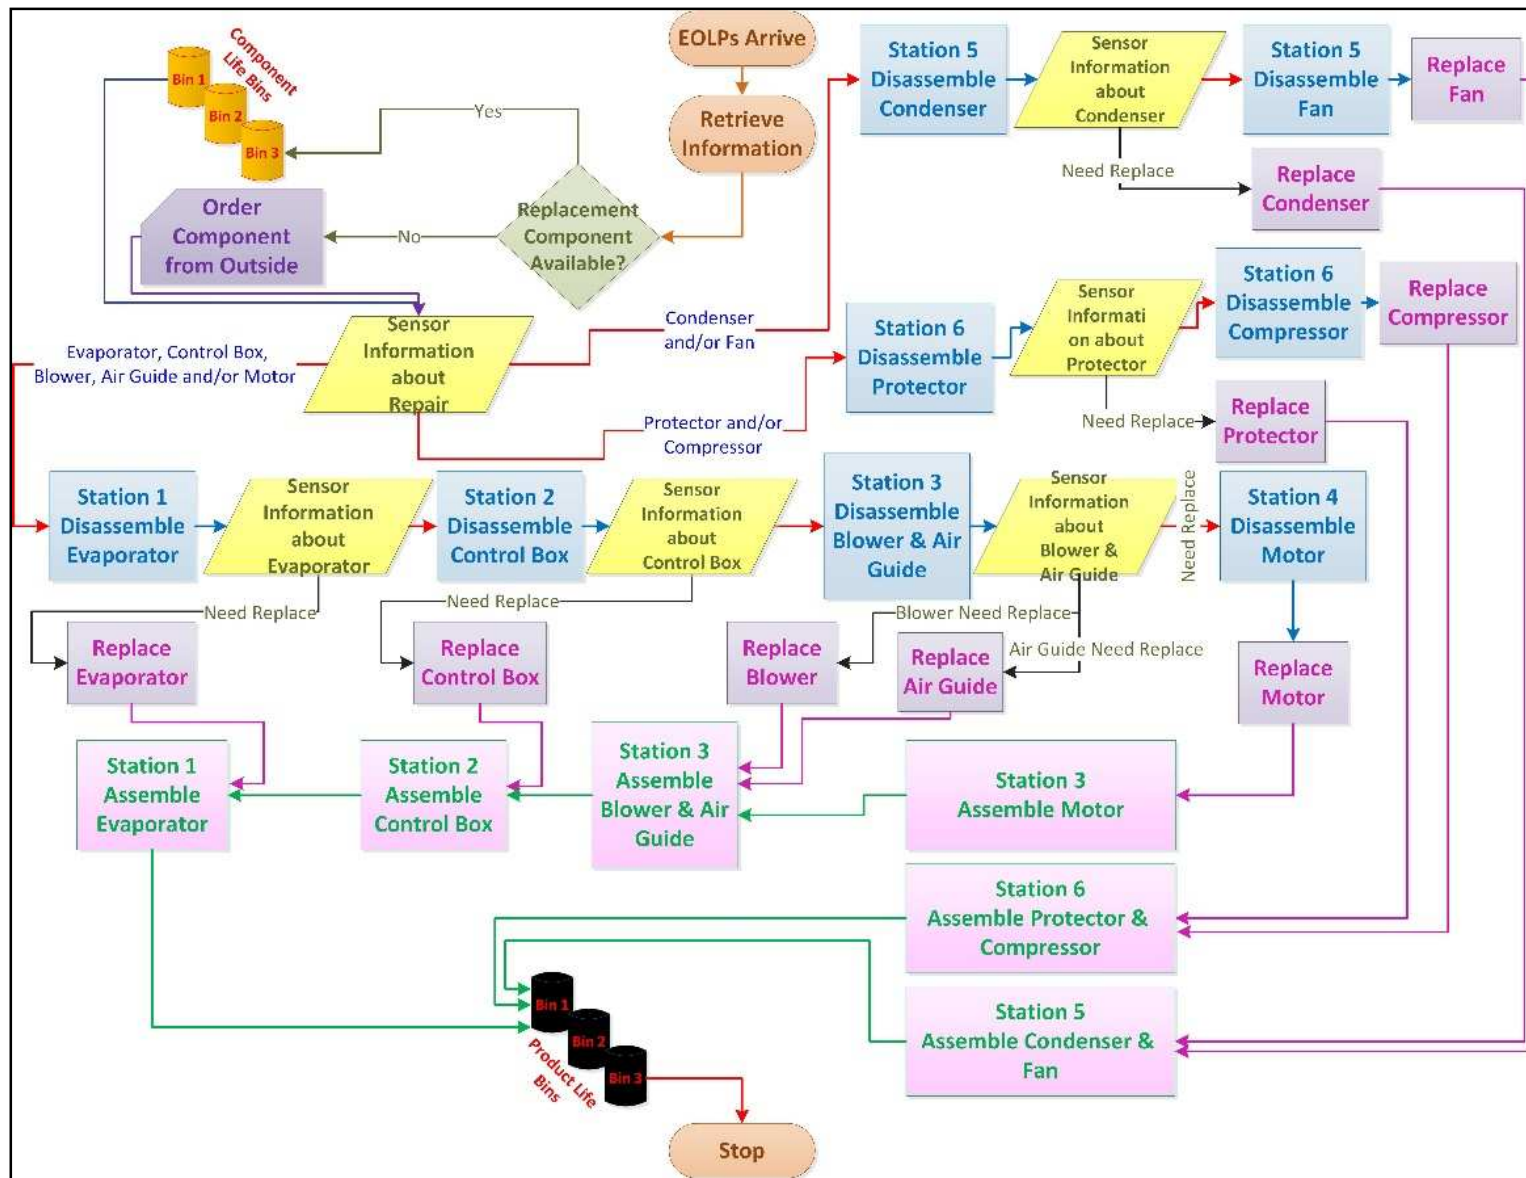 EOLPs Arrive
Retrieve
Information
Component
Life Bins
Bin 1
Bin 2
Bin 3
Yes
Replacement
Component
Available?
No
Order
Component
from Outside
Sensor
Information
about
Repair
Condenser
and/or Fan
Evaporator, Control Box,
Blower, Air Guide and/or Motor
Protector and/or
Compressor
Station 5
Disassemble
Condenser
Sensor
Information
about
Condenser
Station 5
Disassemble
Fan
Replace
Fan
Need Replace
Replace
Condenser
Station 6
Disassemble
Protector
Sensor
Informati
on about
Protector
Station 6
Disassemble
Compressor
Replace
Compressor
Need Replace
Replace
Protector
Station 1
Disassemble
Evaporator
Sensor
Information
about
Evaporator
Station 2
Disassemble
Control Box
Sensor
Information
about
Control Box
Station 3
Disassemble
Blower & Air
Guide
Sensor
Information
about
Blower &
Air Guide
Need Replace
Station 4
Disassemble
Motor
Need Replace
Need Replace
Blower Need Replace
Air Guide Need Replace
Replace
Evaporator
Replace
Control Box
Replace
Blower
Replace
Air Guide
Replace
Motor
Station 1
Assemble
Evaporator
Station 2
Assemble
Control Box
Station 3
Assemble
Blower & Air
Guide
Station 3
Assemble Motor
Station 6
Assemble Protector &
Compressor
Station 5
Assemble Condenser &
Fan
Bin 1
Bin 2
Bin 3
Product Life
Bins
Stop